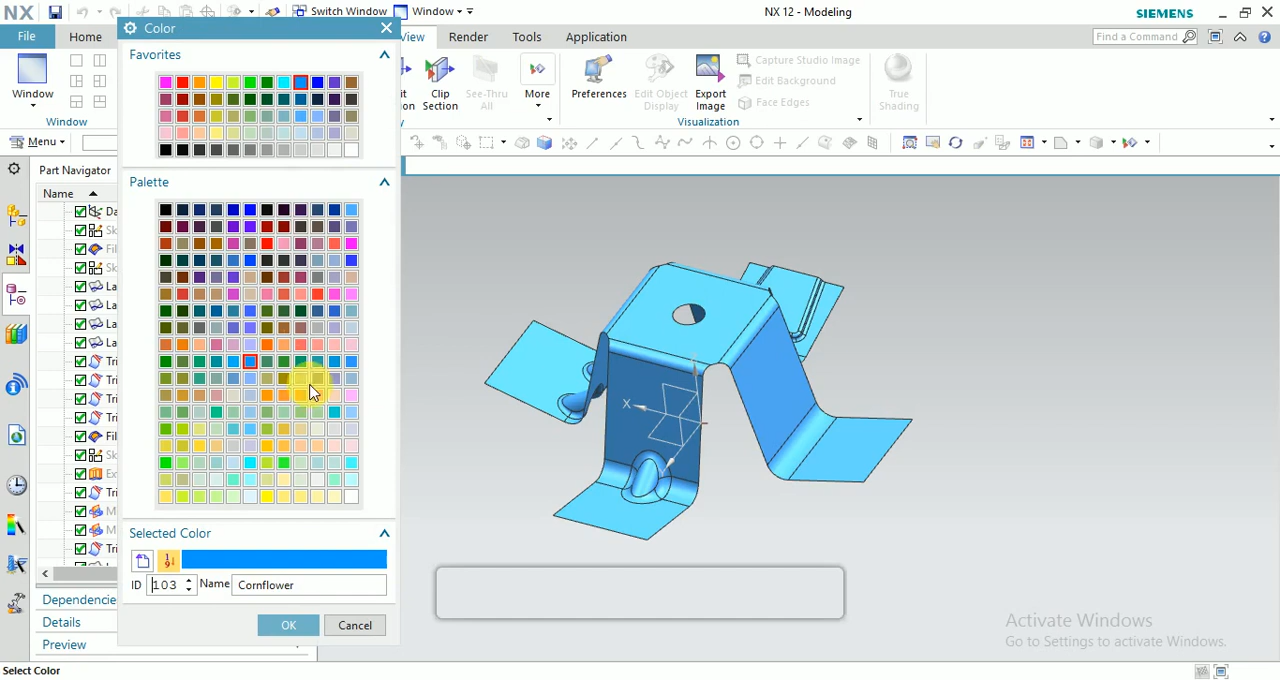 NX
Switch Window
Window
NX 12 - Modeling
SIEMENS
Color
File
Home
Render
Tools
Application
Find a Command
Favorites
Window
Clip
Section
See-Thru
All
More
Preferences
Edit Object
Display
Export
Image
Capture Studio Image
Edit Background
Face Edges
True
Shading
Window
Visualization
Menu
Part Navigator
Palette
Name
X
Selected Color
ID
103
Name
Cornflower
Dependencie
Details
Preview
OK
Cancel
Activate Windows
Go to Settings to activate Windows.
Select Color